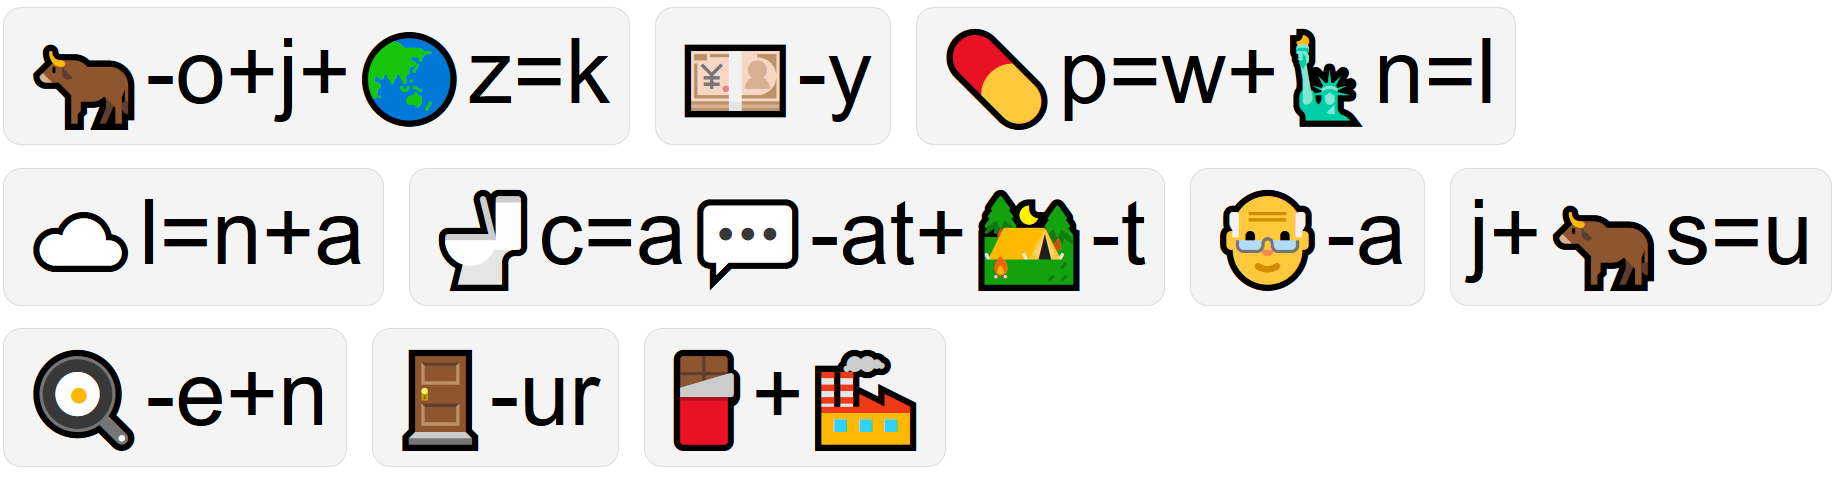 -o+j+ z=k -y p=w+ n=l
l=n+a c=a -at+ -t -a j+ s=u
-e+n -ur +